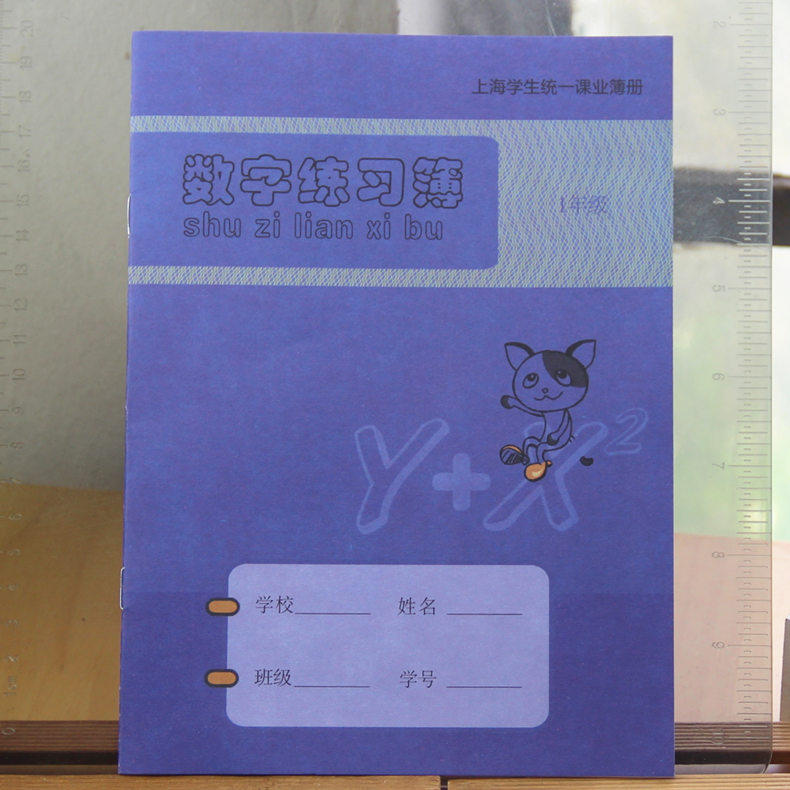 上海学生统一课业簿册
数字练习簿
shu zi lian xi bu
1年级
Y+X²
学校 姓名
班级 学号